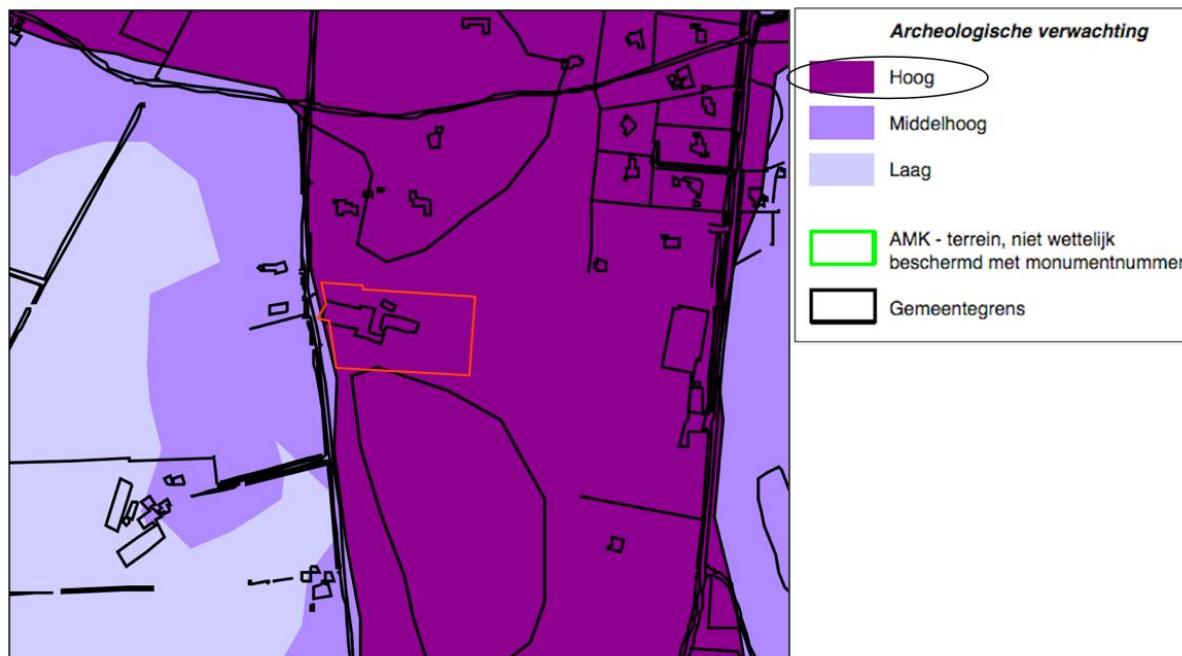 Archeologische verwachting
Hoog
Middelhoog
Laag
AMK - terrein, niet wettelijk
beschermd met monumentnummer
Gemeentegrens